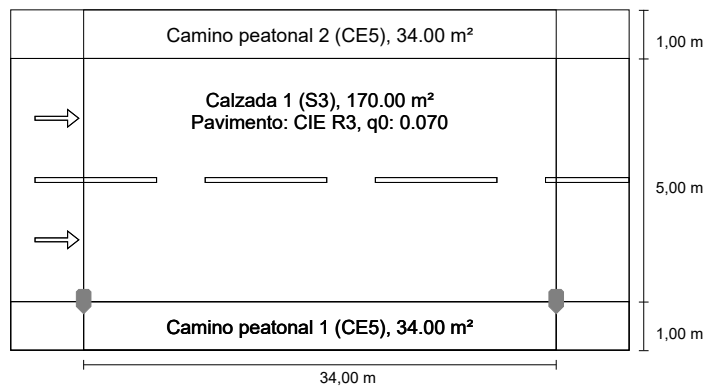 Camino peatonal 2 (CE5), 34.00 m²
1,00 m
Calzada 1 (S3), 170.00 m²
Pavimento: CIE R3, q0: 0.070
5,00 m
Camino peatonal 1 (CE5), 34.00 m²
1,00 m
34,00 m